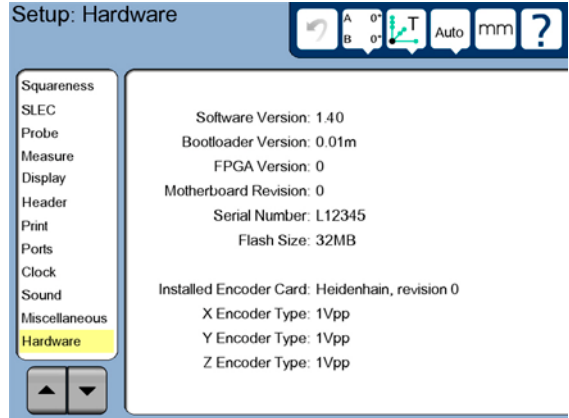 Setup: Hardware
A 0°
B 0°
T
Auto
mm
?
Squareness
SLEC
Probe
Measure
Display
Header
Print
Ports
Clock
Sound
Miscellaneous
Hardware
Software Version: 1.40
Bootloader Version: 0.01m
FPGA Version: 0
Motherboard Revision: 0
Serial Number: L12345
Flash Size: 32MB
Installed Encoder Card: Heidenhain, revision 0
X Encoder Type: 1Vpp
Y Encoder Type: 1Vpp
Z Encoder Type: 1Vpp